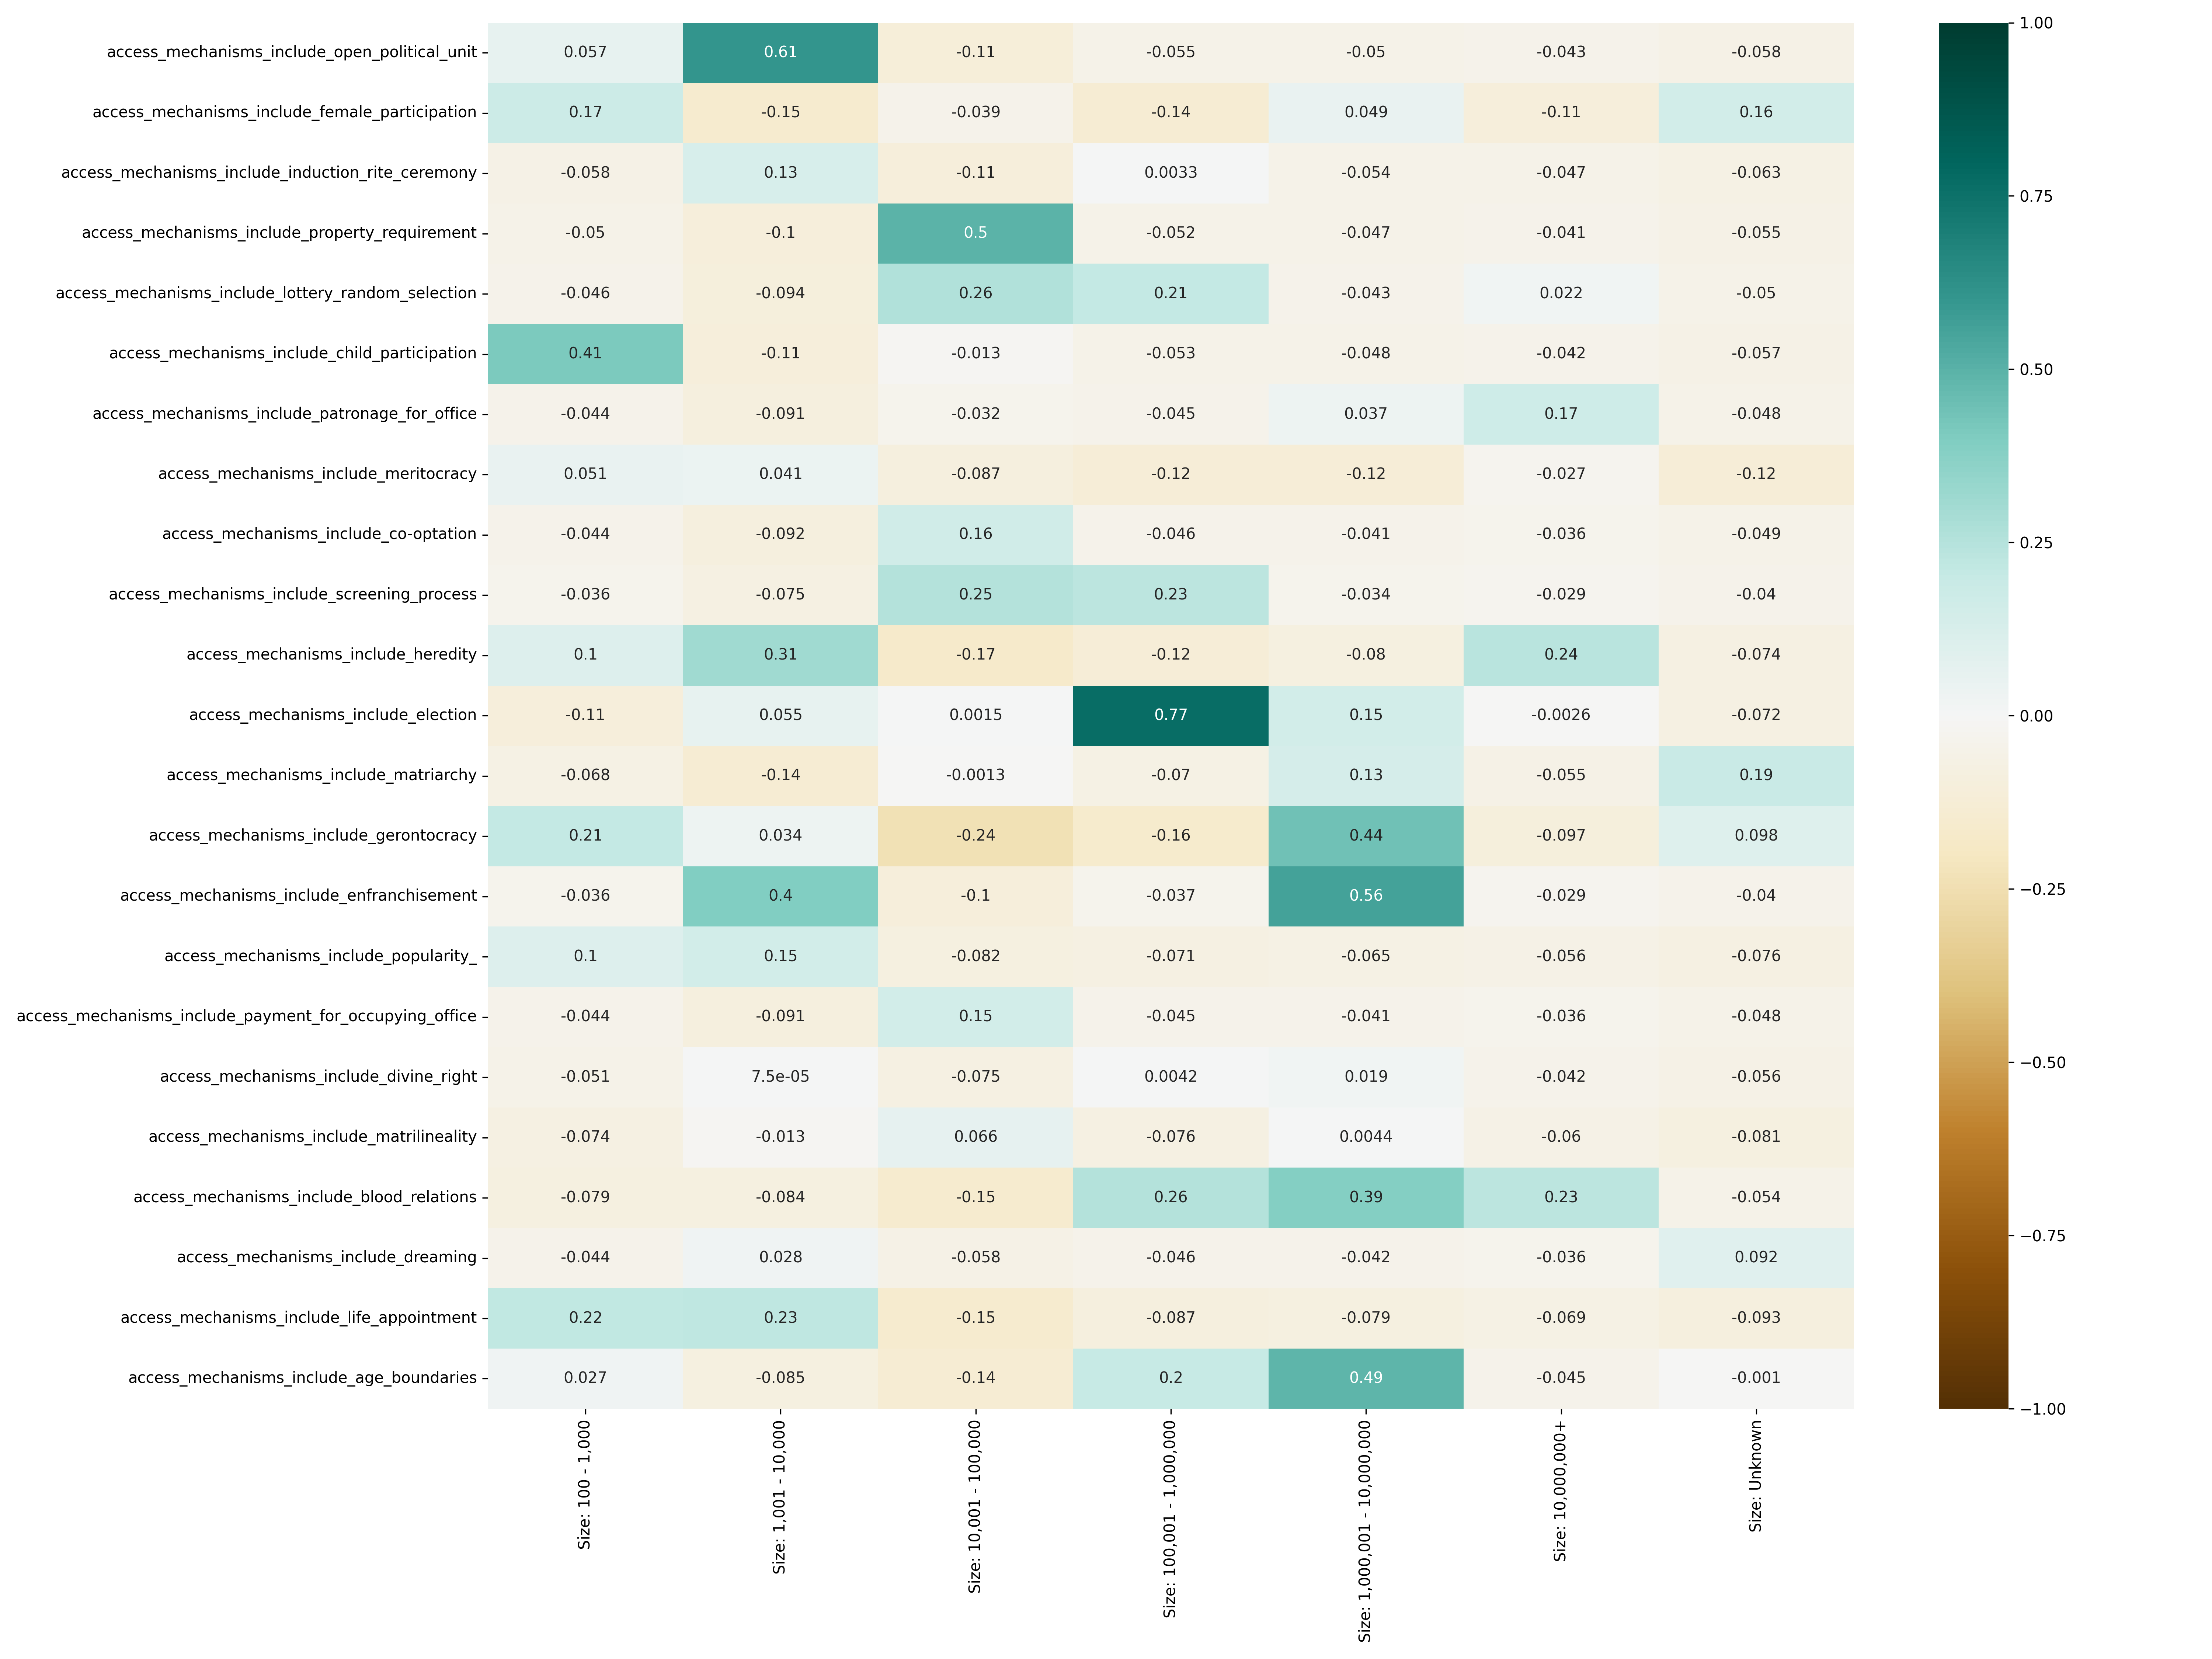 access_mechanisms_include_open_political_unit 0.057 0.61 -0.11 -0.055 -0.05 -0.043 -0.058
access_mechanisms_include_female_participation 0.17 -0.15 -0.039 -0.14 0.049 -0.11 0.16
access_mechanisms_include_induction_rite_ceremony -0.058 0.13 -0.11 0.0033 -0.054 -0.047 -0.063
access_mechanisms_include_property_requirement -0.05 -0.1 0.5 -0.052 -0.047 -0.041 -0.055
access_mechanisms_include_lottery_random_selection -0.046 -0.094 0.26 0.21 -0.043 0.022 -0.05
access_mechanisms_include_child_participation 0.41 -0.11 -0.013 -0.053 -0.048 -0.042 -0.057
access_mechanisms_include_patronage_for_office -0.044 -0.091 -0.032 -0.045 0.037 0.17 -0.048
access_mechanisms_include_meritocracy 0.051 0.041 -0.087 -0.12 -0.12 -0.027 -0.12
access_mechanisms_include_co-optation -0.044 -0.092 0.16 -0.046 -0.041 -0.036 -0.049
access_mechanisms_include_screening_process -0.036 -0.075 0.25 0.23 -0.034 -0.029 -0.04
access_mechanisms_include_heredity 0.1 0.31 -0.17 -0.12 -0.08 0.24 -0.074
access_mechanisms_include_election -0.11 0.055 0.0015 0.77 0.15 -0.0026 -0.072
access_mechanisms_include_matriarchy -0.068 -0.14 -0.0013 -0.07 0.13 -0.055 0.19
access_mechanisms_include_gerontocracy 0.21 0.034 -0.24 -0.16 0.44 -0.097 0.098
access_mechanisms_include_enfranchisement -0.036 0.4 -0.1 -0.037 0.56 -0.029 -0.04
access_mechanisms_include_popularity_ 0.1 0.15 -0.082 -0.071 -0.065 -0.056 -0.076
access_mechanisms_include_payment_for_occupying_office -0.044 -0.091 0.15 -0.045 -0.041 -0.036 -0.048
access_mechanisms_include_divine_right -0.051 7.5e-05 -0.075 0.0042 0.019 -0.042 -0.056
access_mechanisms_include_matrilineality -0.074 -0.013 0.066 -0.076 0.0044 -0.06 -0.081
access_mechanisms_include_blood_relations -0.079 -0.084 -0.15 0.26 0.39 0.23 -0.054
access_mechanisms_include_dreaming -0.044 0.028 -0.058 -0.046 -0.042 -0.036 0.092
access_mechanisms_include_life_appointment 0.22 0.23 -0.15 -0.087 -0.079 -0.069 -0.093
access_mechanisms_include_age_boundaries 0.027 -0.085 -0.14 0.2 0.49 -0.045 -0.001
Size: 100 - 1,000
Size: 1,001 - 10,000
Size: 10,001 - 100,000
Size: 100,001 - 1,000,000
Size: 1,000,001 - 10,000,000
Size: 10,000,000+
Size: Unknown
1.00
0.75
0.50
0.25
0.00
−0.25
−0.50
−0.75
−1.00